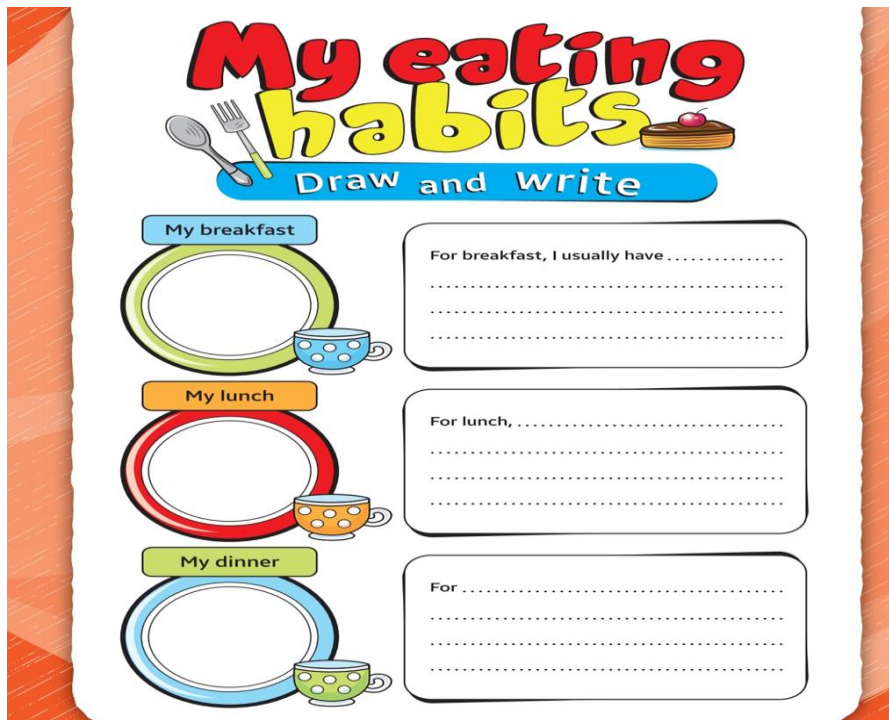 My eating
habits
Draw and write
My breakfast
For breakfast, I usually have ...............
..............................................
..............................................
..............................................
My lunch
For lunch, ...................................
..............................................
..............................................
..............................................
My dinner
For ..........................................
..............................................
..............................................
..............................................